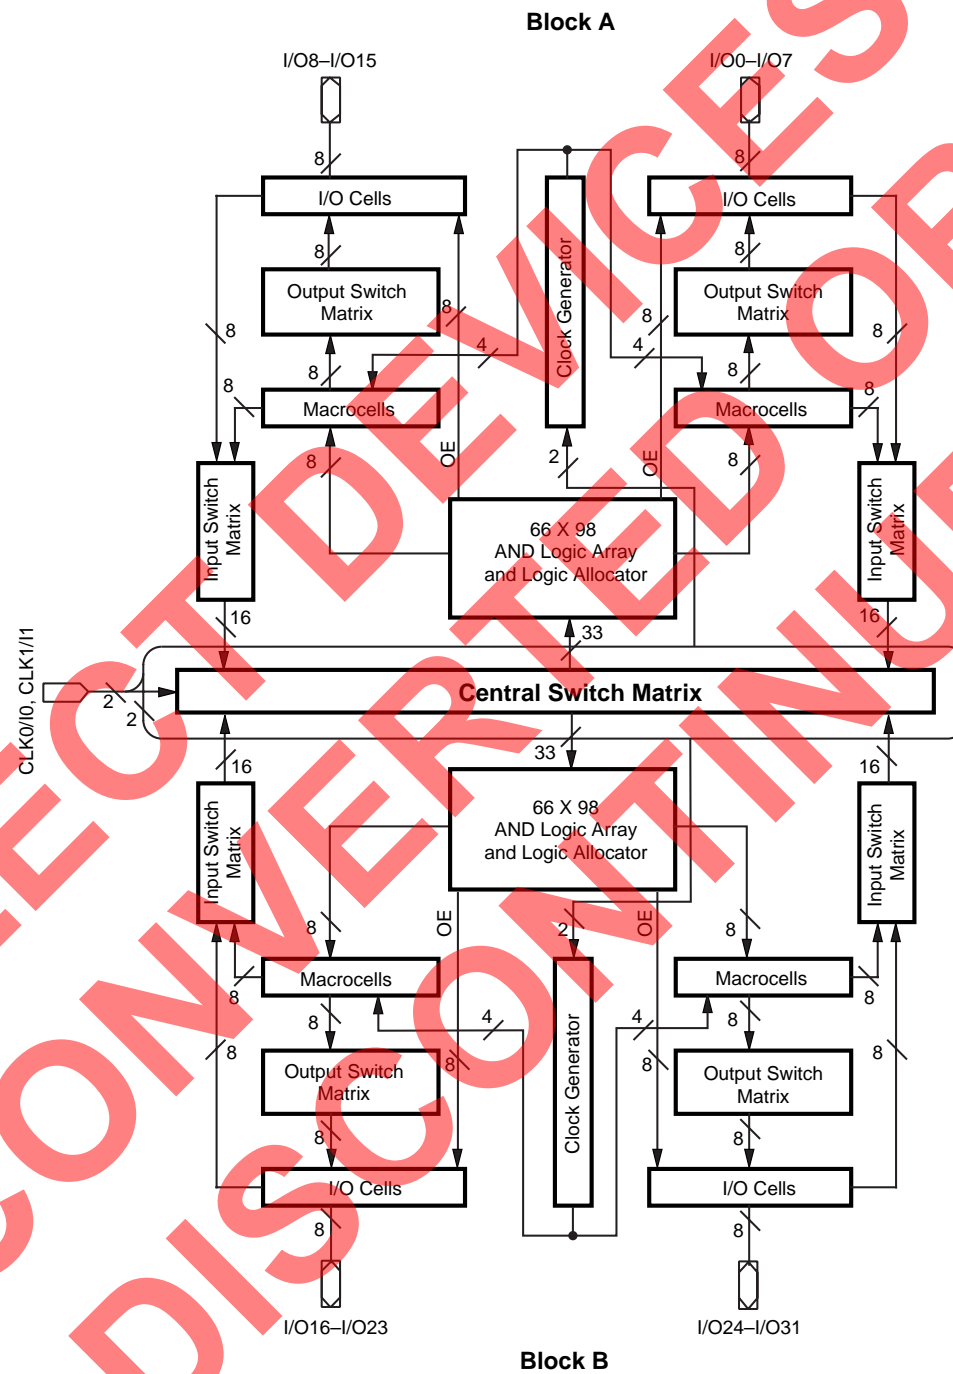 Block A
I/O8–I/O15
I/O0–I/O7
8
8
I/O Cells
I/O Cells
Clock Generator
8
8
Output Switch
Matrix
Output Switch
Matrix
8
8
8
8
4
4
8
8
8
8
Macrocells
Macrocells
OE
OE
8
2
8
Input Switch
Matrix
Input Switch
Matrix
66 X 98
AND Logic Array
and Logic Allocator
16
33
16
CLK0/I0, CLK1/I1
Central Switch Matrix
2
2
33
16
16
66 X 98
AND Logic Array
and Logic Allocator
Input Switch
Matrix
Input Switch
Matrix
OE
OE
8
2
8
Macrocells
Macrocells
8
8
8
4
4
8
Clock Generator
8
8
8
8
Output Switch
Matrix
Output Switch
Matrix
8
8
I/O Cells
I/O Cells
8
8
I/O16–I/O23
I/O24–I/O31
Block B